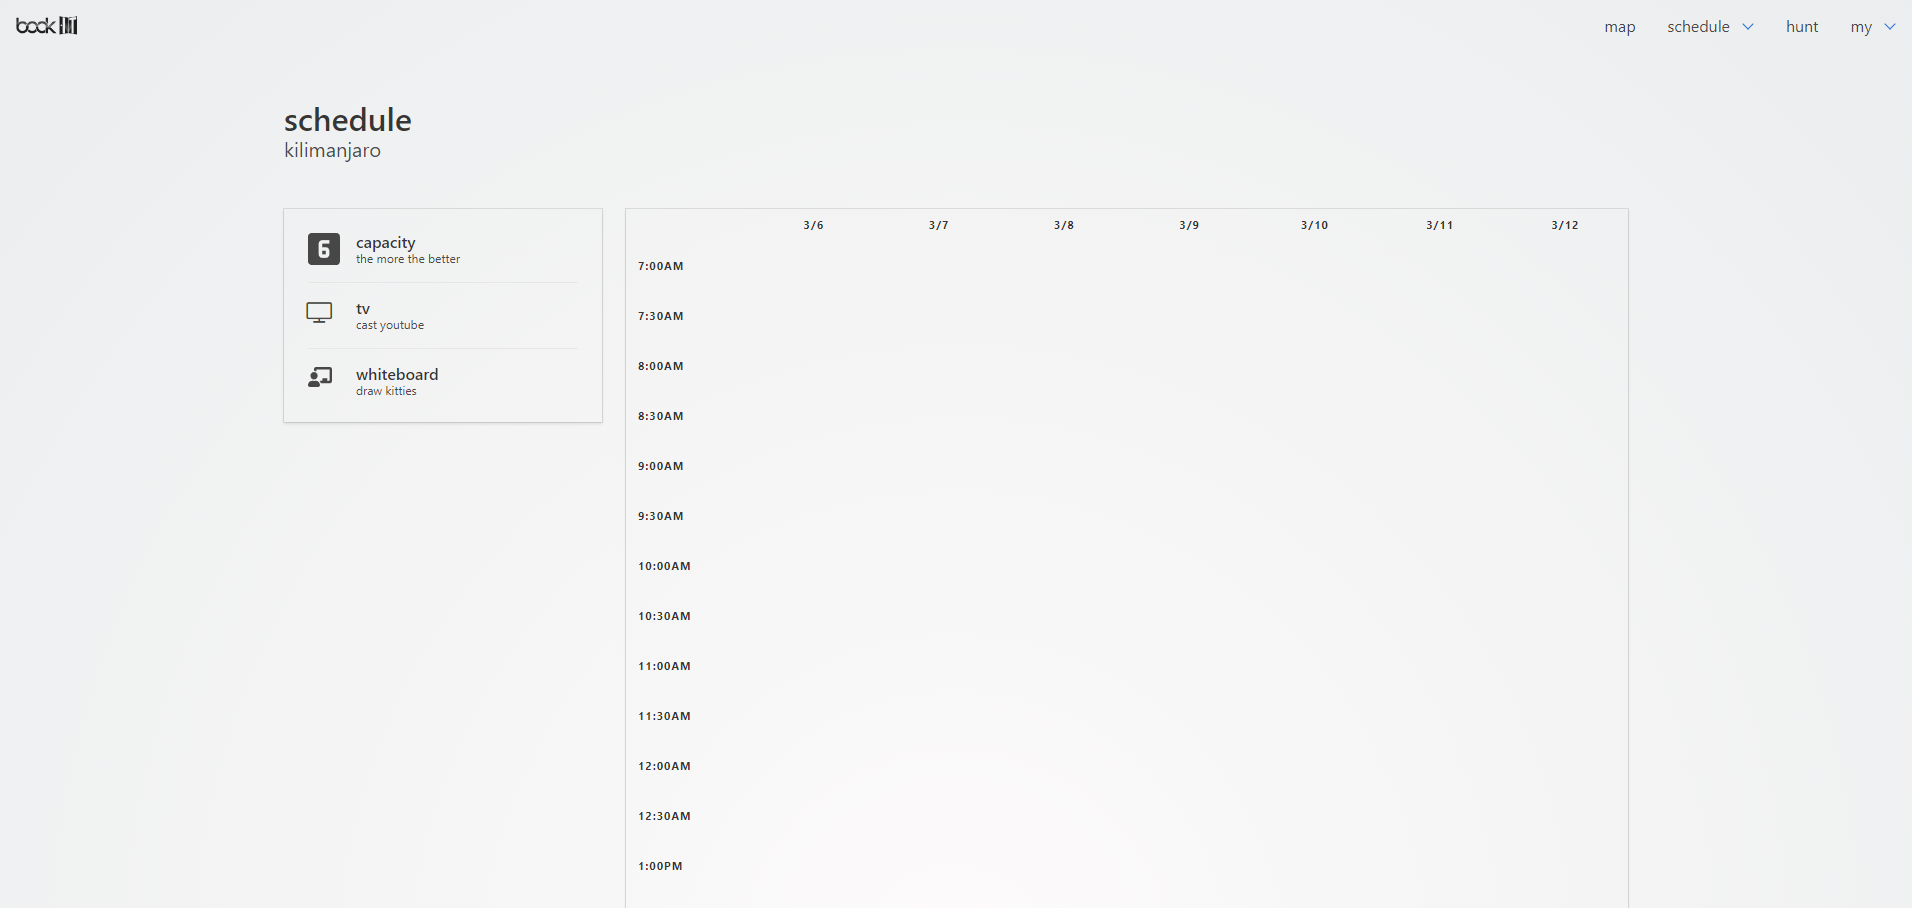 book it
map schedule hunt my
schedule
kilimanjaro
6 capacity
the more the better
tv
cast youtube
whiteboard
draw kitties
3/6 3/7 3/8 3/9 3/10 3/11 3/12
7:00AM
7:30AM
8:00AM
8:30AM
9:00AM
9:30AM
10:00AM
10:30AM
11:00AM
11:30AM
12:00AM
12:30AM
1:00PM